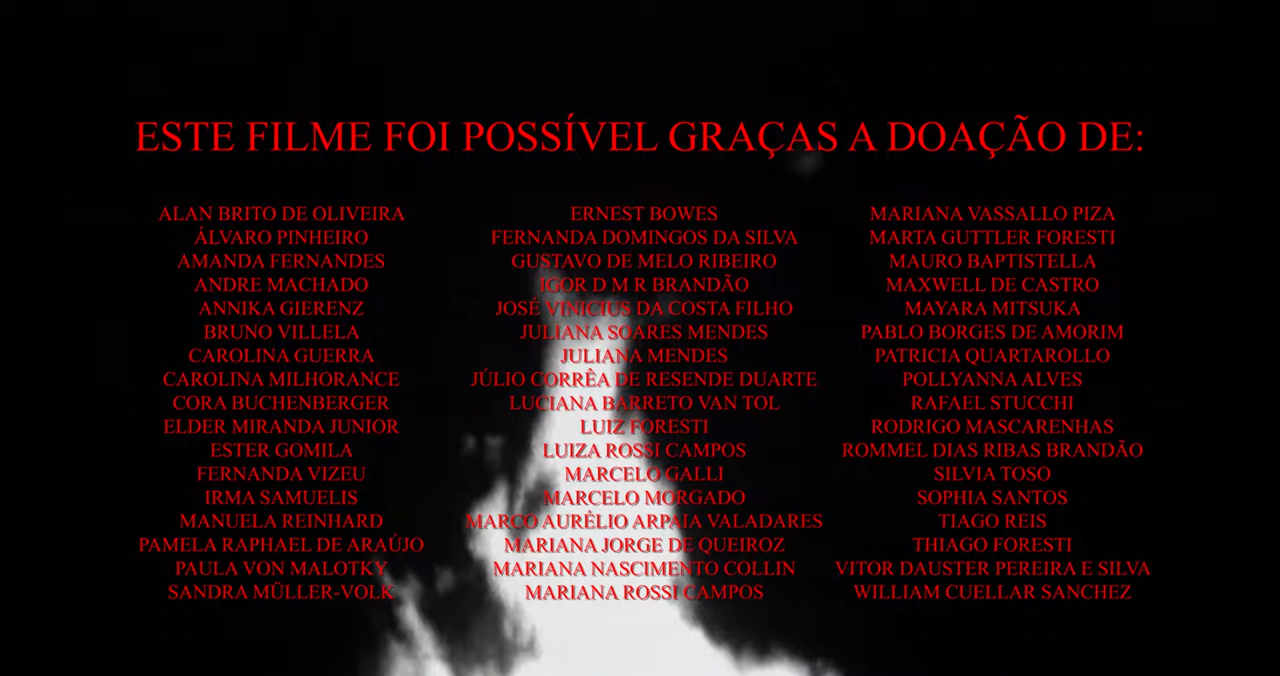 ESTE FILME FOI POSSÍVEL GRAÇAS A DOAÇÃO DE:
ALAN BRITO DE OLIVEIRA
ÁLVARO PINHEIRO
AMANDA FERNANDES
ANDRE MACHADO
ANNIKA GIERENZ
BRUNO VILLELA
CAROLINA GUERRA
CAROLINA MILHORANCE
CORA BUCHENBERGER
ELDER MIRANDA JUNIOR
ESTER GOMILA
FERNANDA VIZEU
IRMA SAMUELIS
MANUELA REINHARD
PAMELA RAPHAEL DE ARAÚJO
PAULA VON MALOTKY
SANDRA MÜLLER-VOLK
ERNEST BOWES
FERNANDA DOMINGOS DA SILVA
GUSTAVO DE MELO RIBEIRO
IGOR D M R BRANDÃO
JOSÉ VINICIUS DA COSTA FILHO
JULIANA SOARES MENDES
JULIANA MENDES
JÚLIO CORRÊA DE RESENDE DUARTE
LUCIANA BARRETO VAN TOL
LUIZ FORESTI
LUIZA ROSSI CAMPOS
MARCELO GALLI
MARCELO MORGADO
MARCO AURÉLIO ARPAIA VALADARES
MARIANA JORGE DE QUEIROZ
MARIANA NASCIMENTO COLLIN
MARIANA ROSSI CAMPOS
MARIANA VASSALLO PIZA
MARTA GUTTLER FORESTI
MAURO BAPTISTELLA
MAXWELL DE CASTRO
MAYARA MITSUKA
PABLO BORGES DE AMORIM
PATRICIA QUARTAROLLO
POLLYANNA ALVES
RAFAEL STUCCHI
RODRIGO MASCARENHAS
ROMMEL DIAS RIBAS BRANDÃO
SILVIA TOSO
SOPHIA SANTOS
TIAGO REIS
THIAGO FORESTI
VITOR DAUSTER PEREIRA E SILVA
WILLIAM CUELLAR SANCHEZ